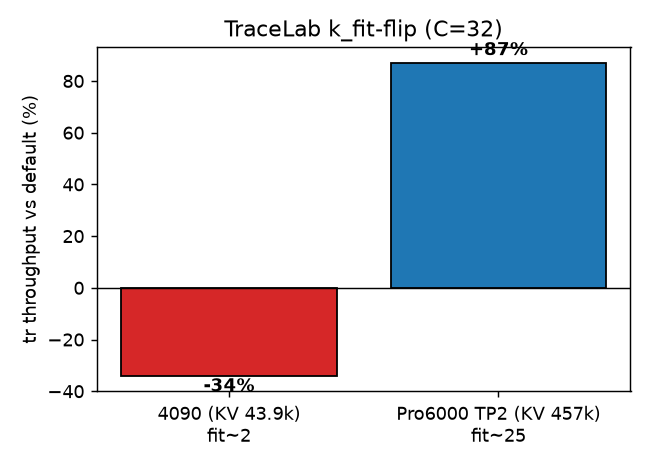 TraceLab k_fit-flip (C=32)
+87%
80
60
40
20
0
−20
−40
tr throughput vs default (%)
-34%
4090 (KV 43.9k)
fit~2
Pro6000 TP2 (KV 457k)
fit~25